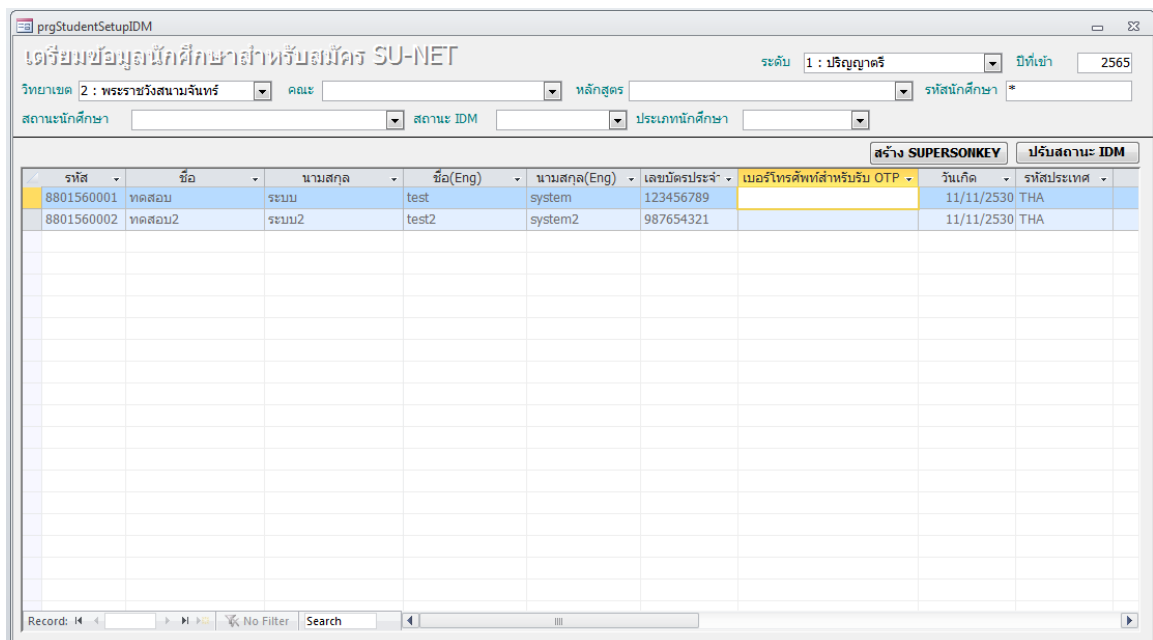 prgStudentSetupIDM
เตรียมข้อมูลนักศึกษาสำหรับสมัคร SU-NET
ระดับ 1 : ปริญญาตรี ปีที่เข้า 2565
วิทยาเขต 2 : พระราชวังสนามจันทร์ คณะ หลักสูตร รหัสนักศึกษา *
สถานะนักศึกษา สถานะ IDM ประเภทนักศึกษา
สร้าง SUPERSONKEY ปรับสถานะ IDM
รหัส ชื่อ นามสกุล ชื่อ(Eng) นามสกุล(Eng) เลขบัตรประจำ เบอร์โทรศัพท์สำหรับรับ OTP วันเกิด รหัสประเทศ
8801560001 ทดสอบ ระบบ test system 123456789 11/11/2530 THA
8801560002 ทดสอบ2 ระบบ2 test2 system2 987654321 11/11/2530 THA
Record: No Filter Search